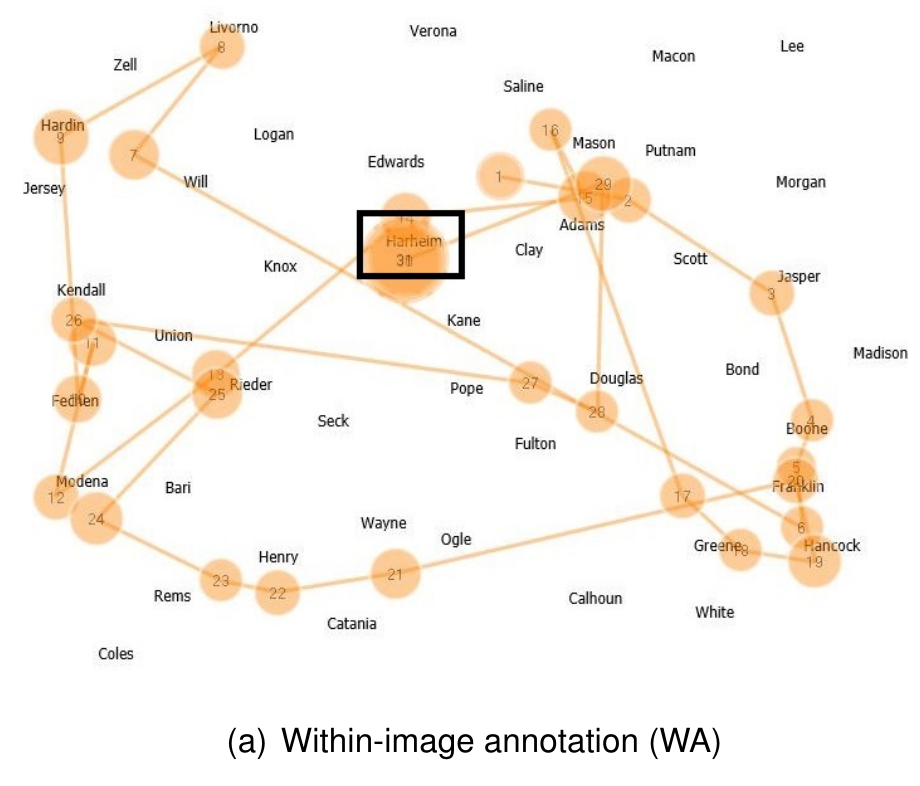 Livorno
8
Verona
Lee
Macon
Zell
Saline
Hardin
9
Logan
16
Mason
Putnam
7
Edwards
1
29
Will
Morgan
Jersey
15
2
14
Adams
Harheim
31
Clay
Scott
Knox
Jasper
3
Kendall
26
Kane
Union
11
Madison
Bond
13
Rieder
25
Pope
27
Douglas
28
Fechen
4
Boone
Seck
Fulton
5
20
Franklin
Modena
12
Bari
17
24
Wayne
6
Ogle
Greene
18
Hancock
19
Henry
21
23
22
Rems
Calhoun
White
Catania
Coles
(a) Within-image annotation (WA)